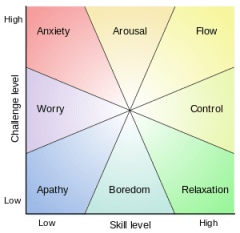 High
Anxiety Arousal Flow
Challenge level
Worry Control
Apathy Boredom Relaxation
Low
Low Skill level High